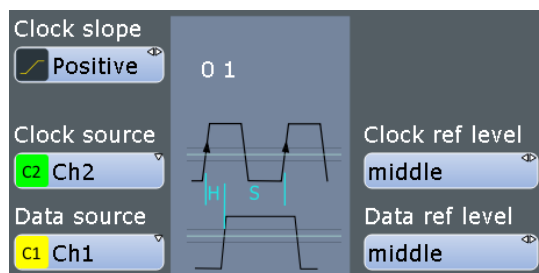 Clock slope
Positive
0 1
Clock source
Clock ref level
C2 Ch2
middle
H S
Data source
Data ref level
C1 Ch1
middle